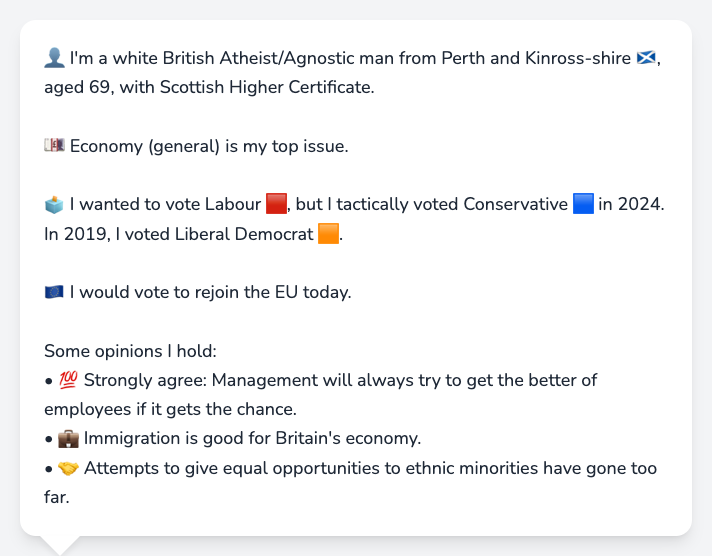 👤 I'm a white British Atheist/Agnostic man from Perth and Kinross-shire 🏴󠁧󠁢󠁳󠁣󠁴󠁿,
aged 69, with Scottish Higher Certificate.
💷 Economy (general) is my top issue.
🗳️ I wanted to vote Labour 🟥, but I tactically voted Conservative 🟦 in 2024.
In 2019, I voted Liberal Democrat 🟧.
🇪🇺 I would vote to rejoin the EU today.
Some opinions I hold:
• 💯 Strongly agree: Management will always try to get the better of
employees if it gets the chance.
• 💼 Immigration is good for Britain's economy.
• 🤝 Attempts to give equal opportunities to ethnic minorities have gone too
far.